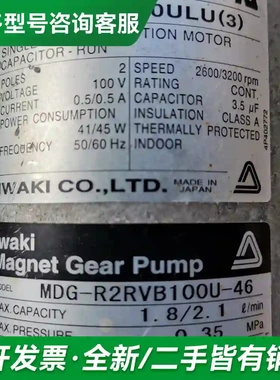 型号咨询客服
0ULU(3)
SINGLE
TION MOTOR
CAPACITOR-RUN
POLES 2 SPEED 2600/3200 rpm
VOLTAGE 100 V RATING CONT.
CURRENT 0.5/0.5 A CAPACITOR 3.5 µF
POWER CONSUMPTION INSULATION CLASS A
41/45 W THERMALLY PROTECTED
FREQUENCY 50/60 Hz INDOOR
IWAKI CO.,LTD. MADE IN JAPAN
Iwaki
Magnet Gear Pump
MODEL MDG-R2RVB100U-46
MAX.CAPACITY 1.8/2.1 ℓ/min
MAX.PRESSURE 0.35 MPa
开发票·全新/二手皆有销